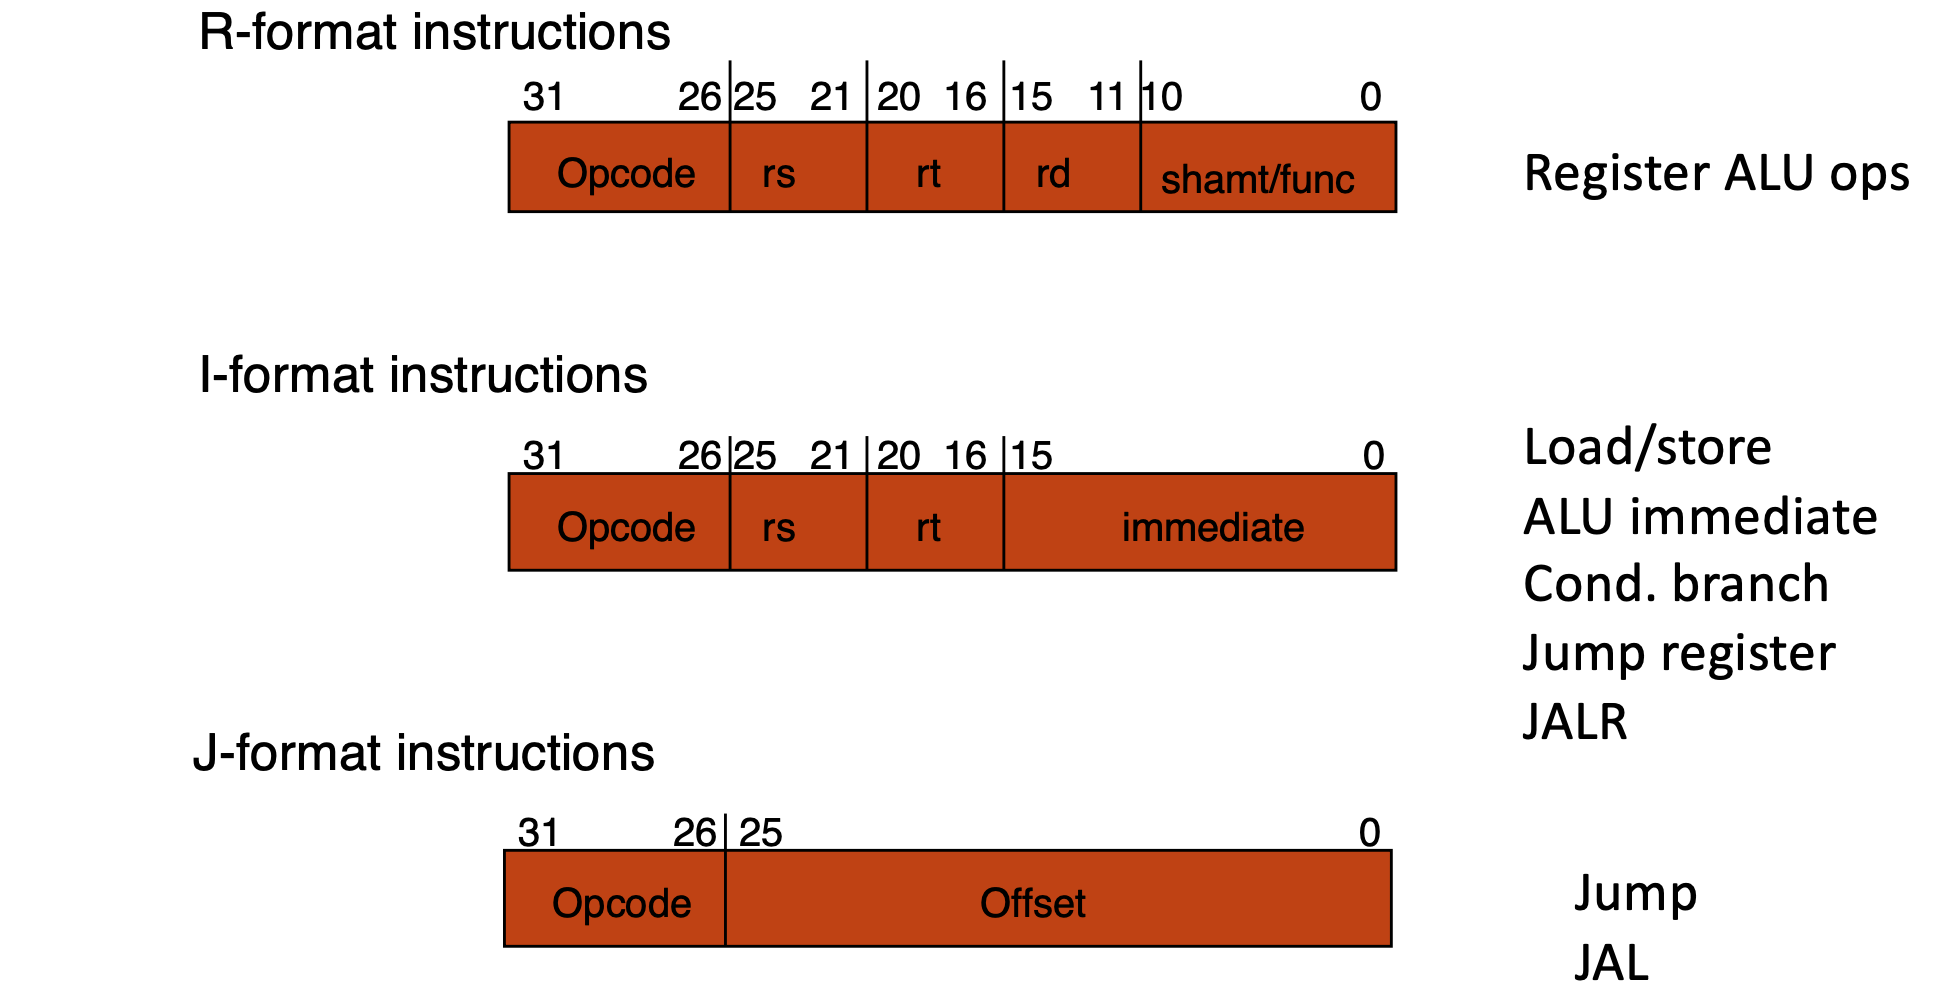 R-format instructions
31 26 25 21 20 16 15 11 10 0
Opcode rs rt rd shamt/func
Register ALU ops
I-format instructions
31 26 25 21 20 16 15 0
Opcode rs rt immediate
Load/store
ALU immediate
Cond. branch
Jump register
JALR
J-format instructions
31 26 25 0
Opcode Offset
Jump
JAL